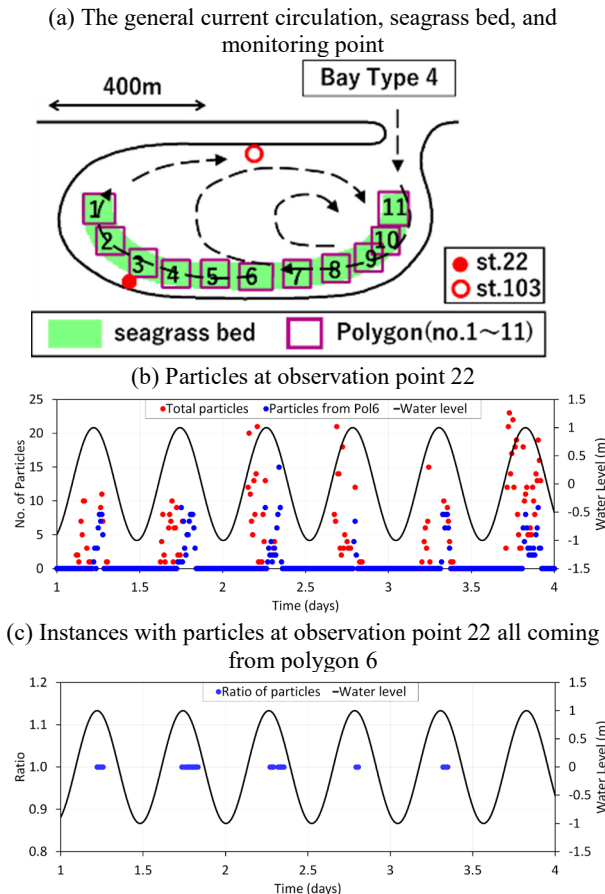 (a) The general current circulation, seagrass bed, and
monitoring point
400m
Bay Type 4
1
2
3
4
5
6
7
8
9
10
11
st.22
st.103
seagrass bed
Polygon(no.1～11)
(b) Particles at observation point 22
Total particles
Particles from Pol6
Water level
No. of Particles
25
20
15
10
5
0
1.5
1
0.5
0
-0.5
-1
-1.5
Water Level (m)
1
1.5
2
2.5
3
3.5
4
Time (days)
(c) Instances with particles at observation point 22 all coming
from polygon 6
Ratio of particles
Water level
Ratio
1.2
1.1
1.0
0.9
0.8
1.5
1
0.5
0
-0.5
-1
-1.5
Water Level (m)
1
1.5
2
2.5
3
3.5
4
Time (days)